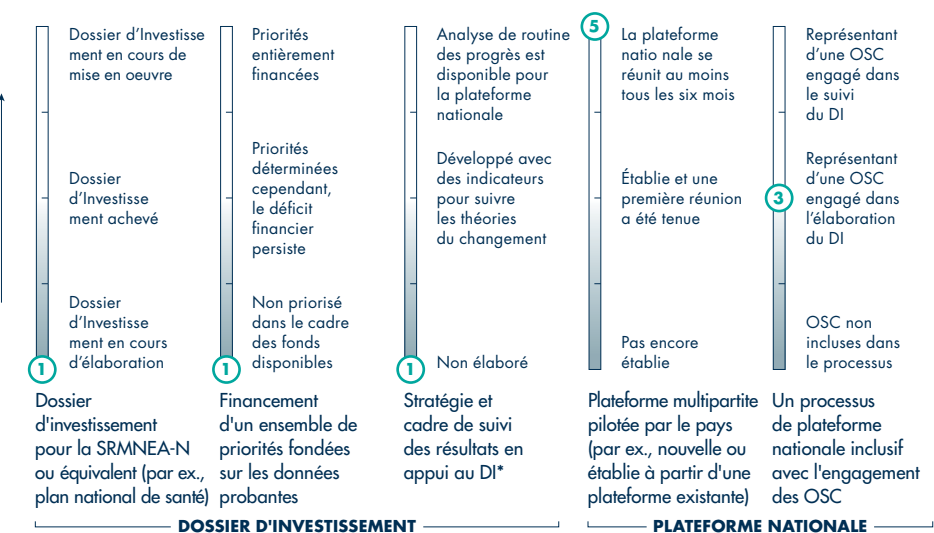 Dossier d'Investisse
ment en cours de
mise en oeuvre
Dossier
d'Investisse
ment achevé
Dossier
d'Investisse
ment en cours
d'élaboration
1
Dossier
d'investissement
pour la SRMNEA-N
ou équivalent (par ex.,
plan national de santé)
Priorités
entièrement
financées
Priorités
déterminées
cependant,
le déficit
financier
persiste
Non priorisé
dans le cadre
des fonds
disponibles
1
Financement
d'un ensemble de
priorités fondées
sur les données
probantes
Analyse de routine
des progrès est
disponible pour
la plateforme
nationale
Développé avec
des indicateurs
pour suivre
les théories
du changement
Non élaboré
1
Stratégie et
cadre de suivi
des résultats en
appui au DI*
DOSSIER D'INVESTISSEMENT
5
La plateforme
natio nale se
réunit au moins
tous les six mois
Établie et une
première réunion
a été tenue
Pas encore
établie
Plateforme multipartite
pilotée par le pays
(par ex., nouvelle ou
établie à partir d'une
plateforme existante)
Représentant
d'une OSC
engagé dans
le suivi
du DI
3
Représentant
d'une OSC
engagé dans
l'élaboration
du DI
OSC non
incluses dans
le processus
Un processus
de plateforme
nationale inclusif
avec l'engagement
des OSC
PLATEFORME NATIONALE